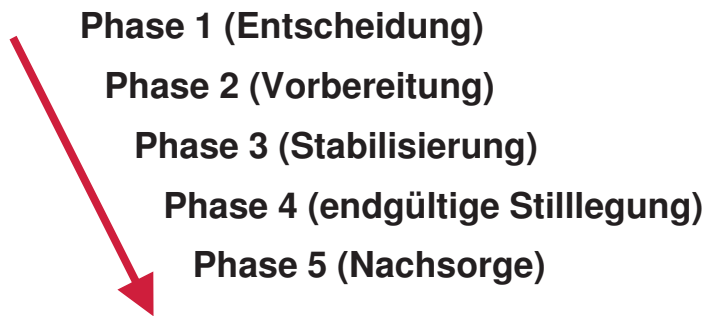 Phase 1 (Entscheidung)
Phase 2 (Vorbereitung)
Phase 3 (Stabilisierung)
Phase 4 (endgültige Stilllegung)
Phase 5 (Nachsorge)